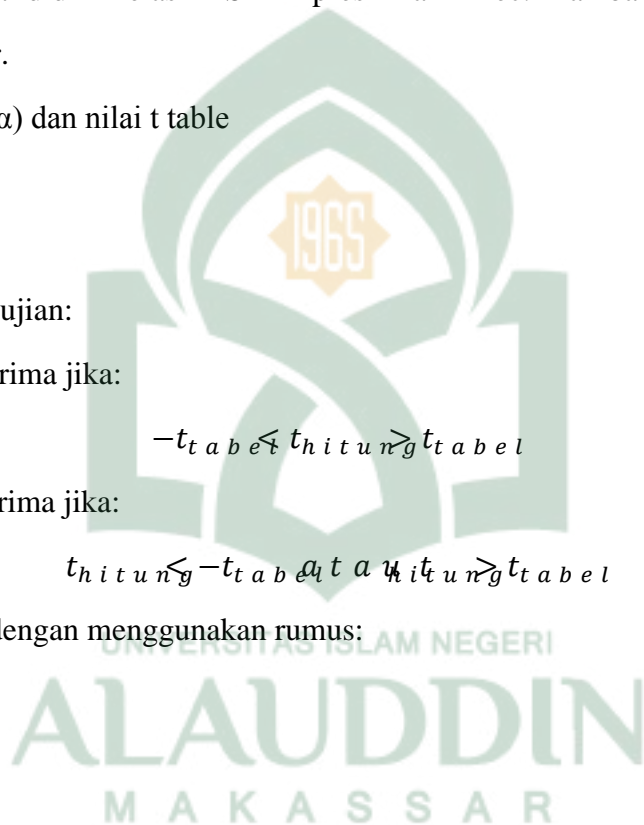 α) dan nilai t table
1965
ujian:
rima jika:
−t_tabel < t_hitung > t_tabel
rima jika:
t_hitung < −t_tabel atau t_hitung > t_tabel
dengan menggunakan rumus:
UNIVERSITAS ISLAM NEGERI
ALAUDDIN
MAKASSAR